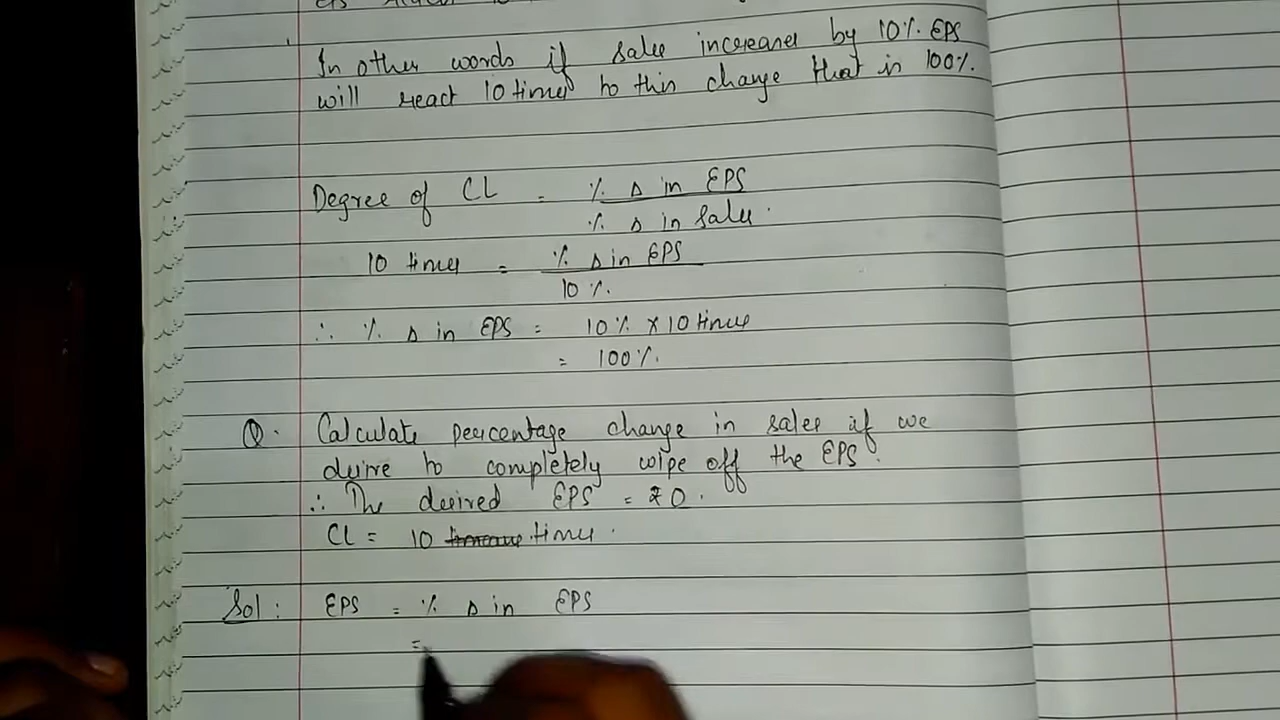 In other words if sales increases by 10% EPS
will react 10 times to this change that is 100%.
Degree of CL = % Δ in EPS
% Δ in Sales.
10 times = % Δ in EPS
10%.
∴ % Δ in EPS = 10% × 10 times
= 100%.
Q. Calculate percentage change in sales if we
desire to completely wipe off the EPS.
∴ The desired EPS = ₹0.
CL = 10 times.
Sol: EPS = % Δ in EPS
=